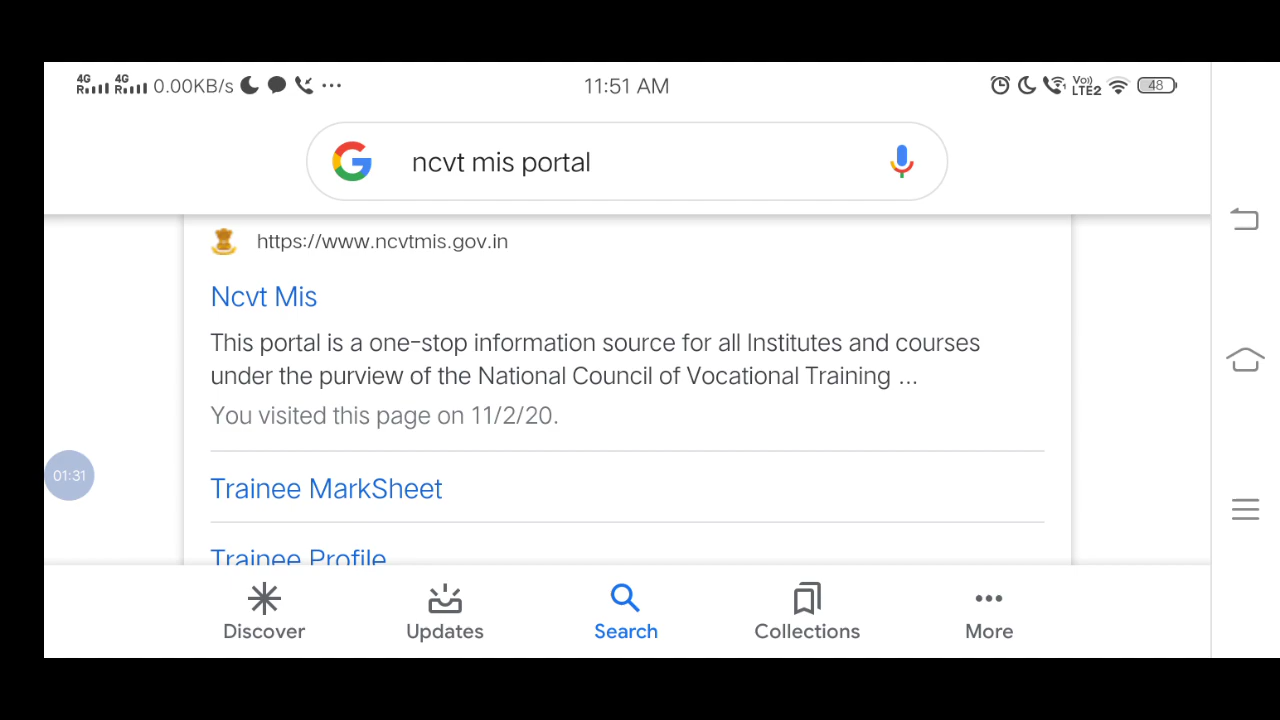 4G R 4G R 0.00KB/s ... 11:51 AM Vo)) LTE2 48
ncvt mis portal
https://www.ncvtmis.gov.in
Ncvt Mis
This portal is a one-stop information source for all Institutes and courses
under the purview of the National Council of Vocational Training ...
You visited this page on 11/2/20.
01:31
Trainee MarkSheet
Trainee Profile
Discover Updates Search Collections More